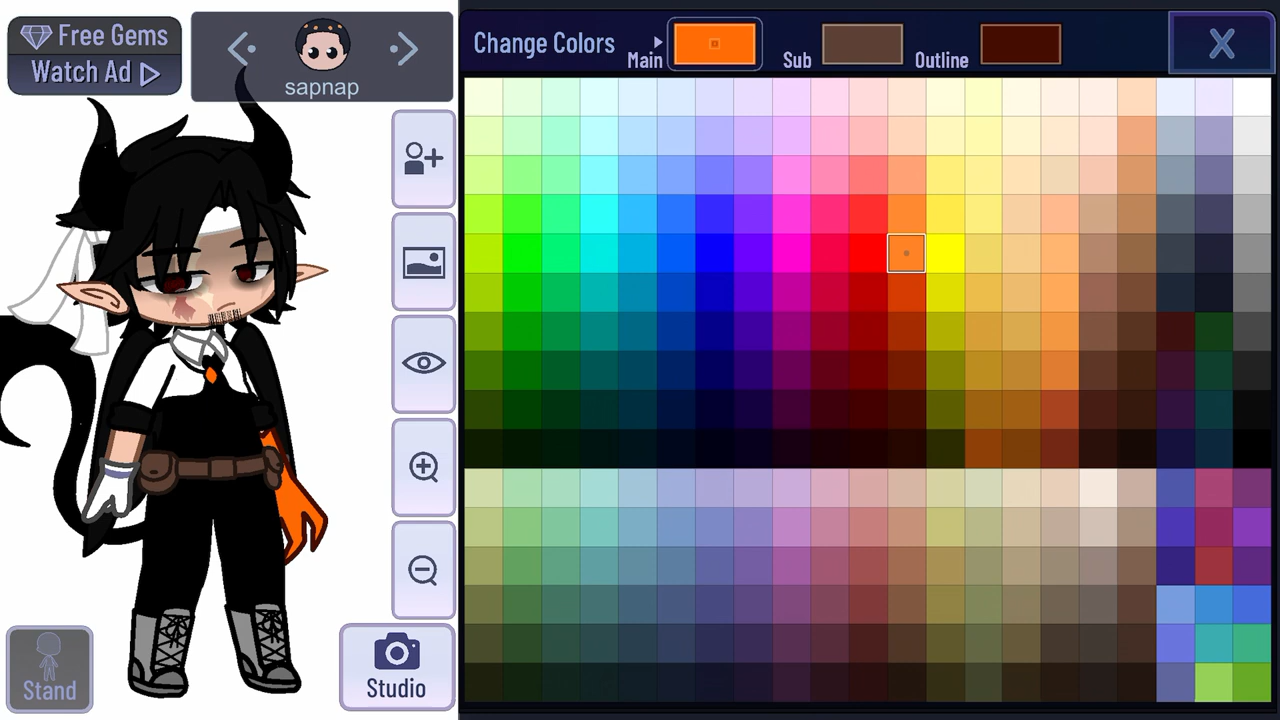 Free Gems
Watch Ad
sapnap
Change Colors
Main
Sub
Outline
X
Stand
Studio